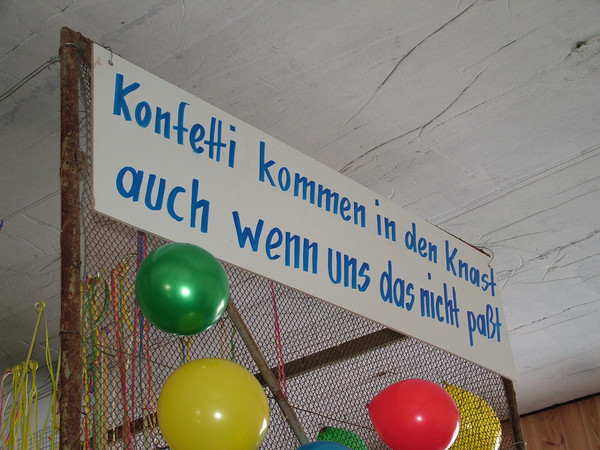 Konfetti kommen in den Knast
auch wenn uns das nicht paßt